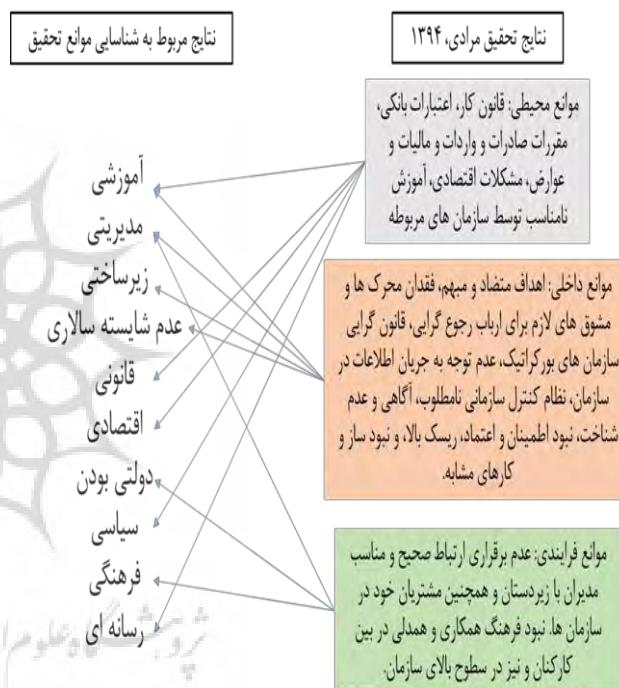 نتایج تحقیق مرادی، ۱۳۹۴
موانع محیطی: قانون کار، اعتبارات بانکی،
مقررات صادرات و واردات و مالیات و
عوارض، مشکلات اقتصادی، آموزش
نامناسب توسط سازمان های مربوطه
موانع داخلی: اهداف متضاد و مبهم، فقدان محرک ها و
مشوق های لازم برای ارباب رجوع گرایی، قانون گرایی
سازمان های بورکراتیک، عدم توجه به جریان اطلاعات در
سازمان، نظام کنترل سازمانی نامطلوب، آگاهی و عدم
شناخت، نبود اطمینان و اعتماد، ریسک بالا، و نبود ساز و
کارهای مشابه.
موانع فرایندی: عدم برقراری ارتباط صحیح و مناسب
مدیران با زیردستان و همچنین مشتریان خود در
سازمان ها. نبود فرهنگ همکاری و همدلی در بین
کارکنان و نیز در سطوح بالای سازمان.
نتایج مربوط به شناسایی موانع تحقیق
آموزشی
مدیریتی
زیرساختی
عدم شایسته سالاری
قانونی
اقتصادی
دولتی بودن
سیاسی
فرهنگی
رسانه ای